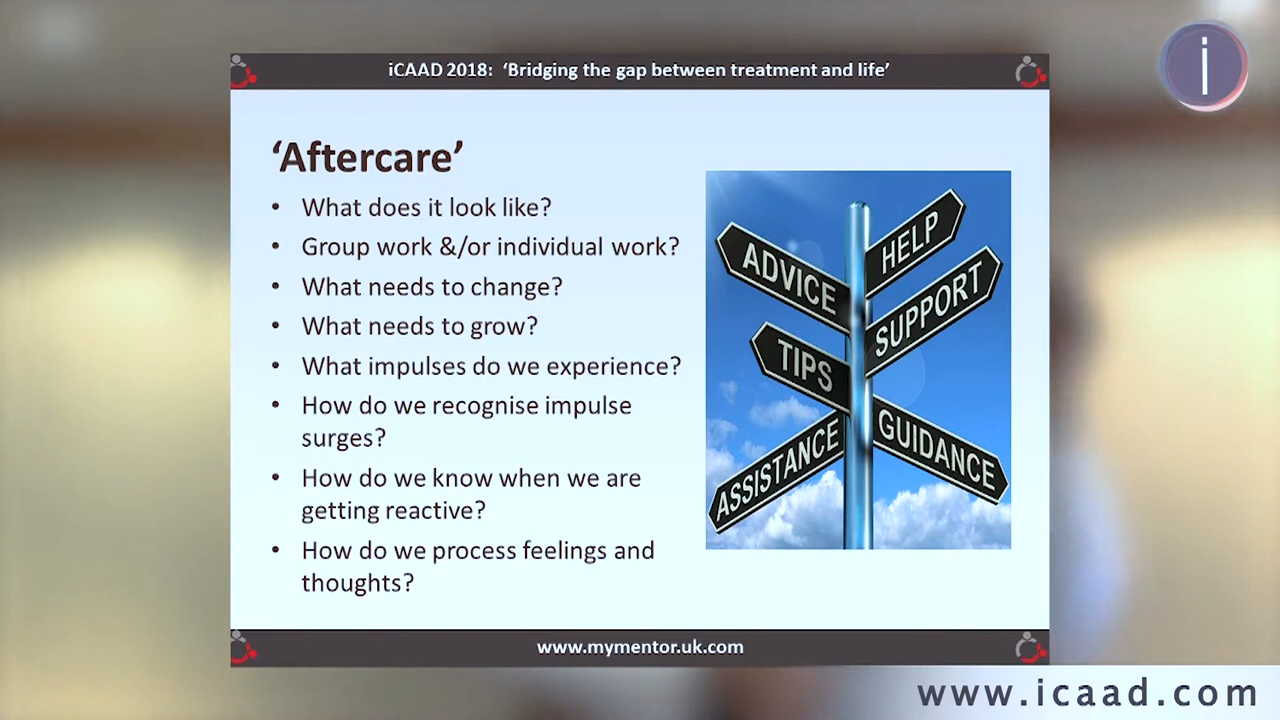 i
iCAAD 2018: ‘Bridging the gap between treatment and life’
‘Aftercare’
• What does it look like?
• Group work &/or individual work?
• What needs to change?
• What needs to grow?
• What impulses do we experience?
• How do we recognise impulse
surges?
• How do we know when we are
getting reactive?
• How do we process feelings and
thoughts?
HELP
ADVICE
SUPPORT
TIPS
GUIDANCE
ASSISTANCE
www.mymentor.uk.com
www.icaad.com